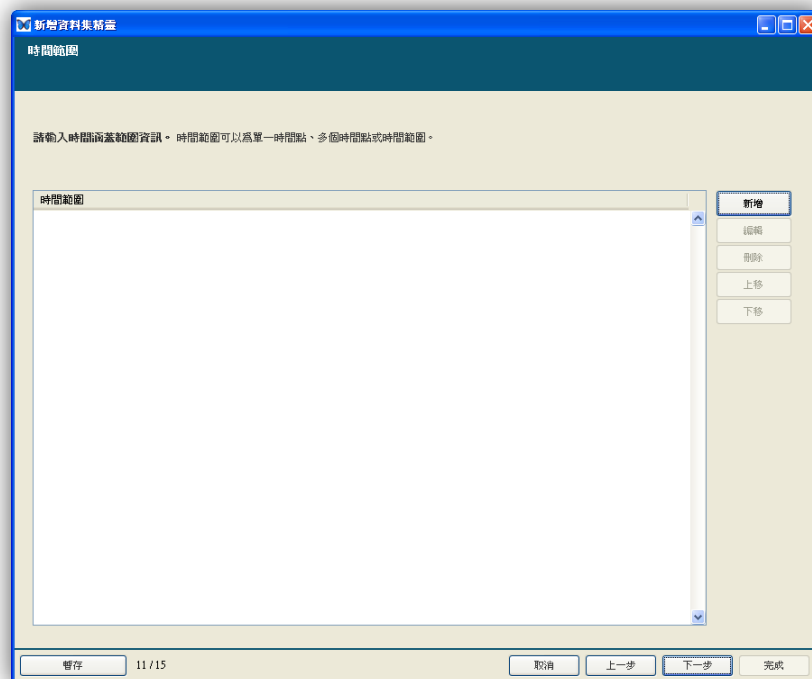 新增資料集精靈
時間範圍
請輸入時間涵蓋範圍資訊。 時間範圍可以為單一時間點、多個時間點或時間範圍。
時間範圍
新增
編輯
刪除
上移
下移
暫存 11 / 15 取消 上一步 下一步 完成